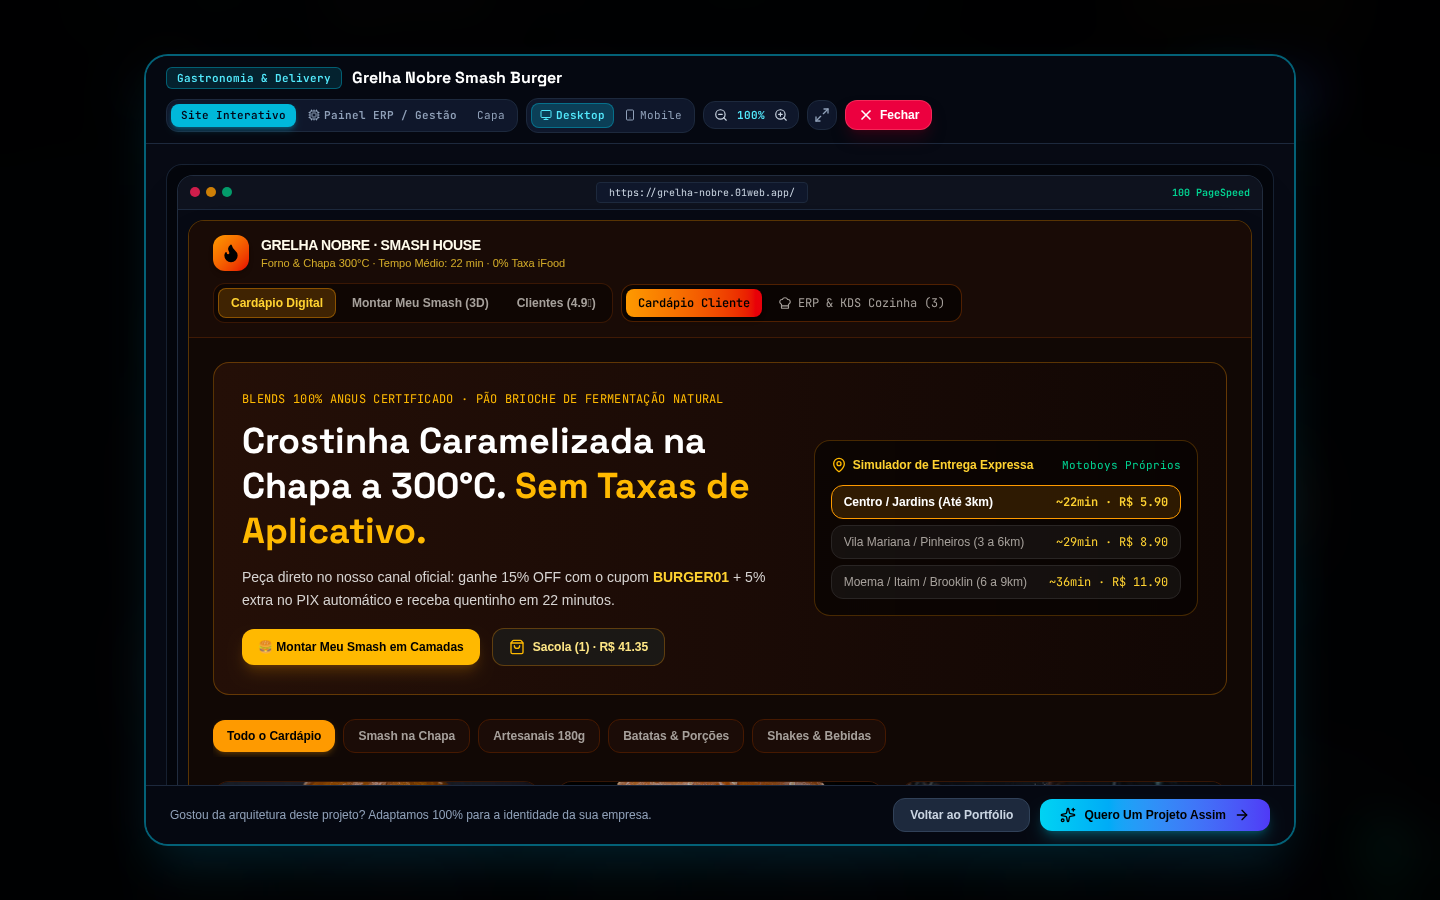 Gastronomia & Delivery
Grelha Nobre Smash Burger
Site Interativo
Painel ERP / Gestão
Capa
Desktop
Mobile
100%
Fechar
https://grelha-nobre.01web.app/
100 PageSpeed
GRELHA NOBRE · SMASH HOUSE
Forno & Chapa 300°C · Tempo Médio: 22 min · 0% Taxa iFood
Cardápio Digital
Montar Meu Smash (3D)
Clientes (4.9▯)
Cardápio Cliente
ERP & KDS Cozinha (3)
BLENDS 100% ANGUS CERTIFICADO · PÃO BRIOCHE DE FERMENTAÇÃO NATURAL
Crostinha Caramelizada na
Chapa a 300°C. Sem Taxas de
Aplicativo.
Peça direto no nosso canal oficial: ganhe 15% OFF com o cupom BURGER01 + 5%
extra no PIX automático e receba quentinho em 22 minutos.
🍔 Montar Meu Smash em Camadas
Sacola (1) · R$ 41.35
Simulador de Entrega Expressa
Motoboys Próprios
Centro / Jardins (Até 3km)
~22min · R$ 5.90
Vila Mariana / Pinheiros (3 a 6km)
~29min · R$ 8.90
Moema / Itaim / Brooklin (6 a 9km)
~36min · R$ 11.90
Todo o Cardápio
Smash na Chapa
Artesanais 180g
Batatas & Porções
Shakes & Bebidas
Gostou da arquitetura deste projeto? Adaptamos 100% para a identidade da sua empresa.
Voltar ao Portfólio
Quero Um Projeto Assim